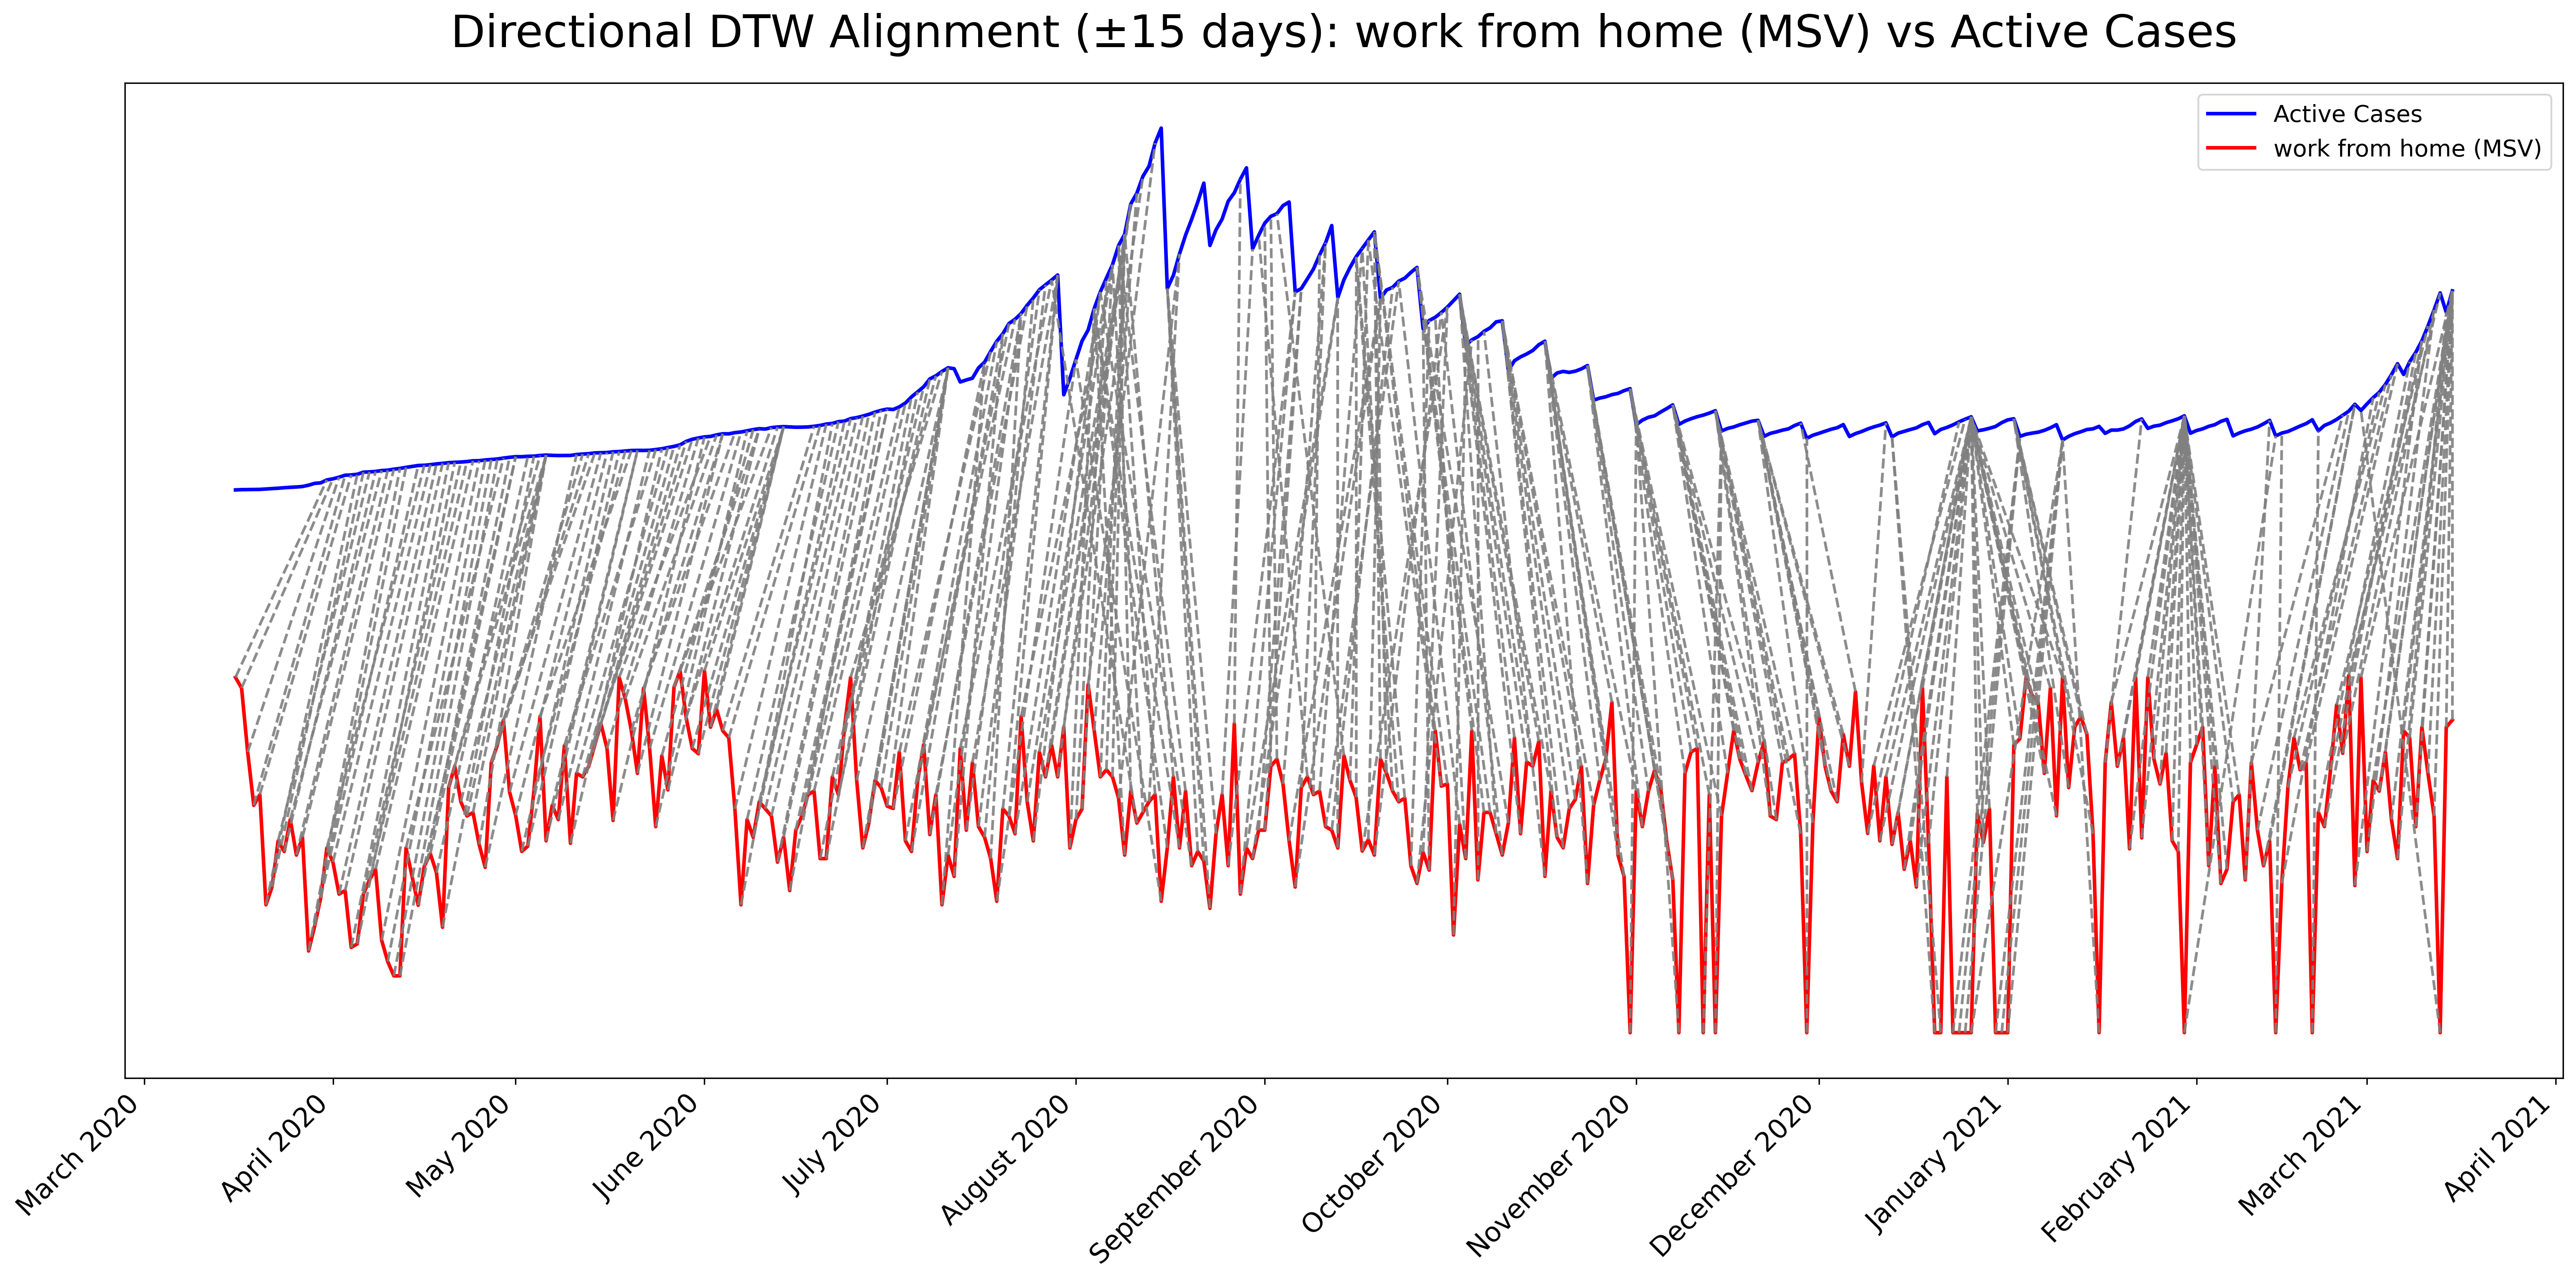 Directional DTW Alignment (±15 days): work from home (MSV) vs Active Cases
Active Cases
work from home (MSV)
March 2020
April 2020
May 2020
June 2020
July 2020
August 2020
September 2020
October 2020
November 2020
December 2020
January 2021
February 2021
March 2021
April 2021